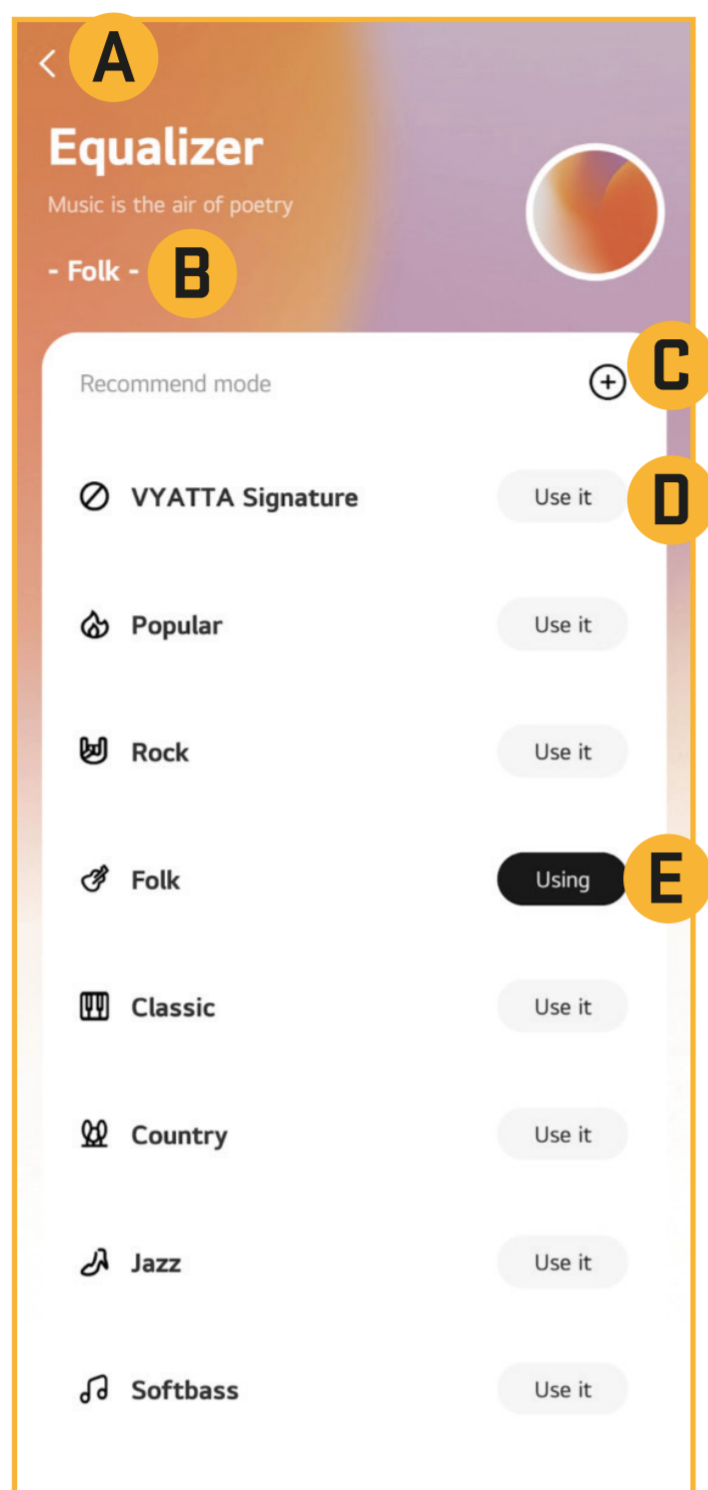 A
Equalizer
Music is the air of poetry
- Folk - B
C
Recommend mode
VYATTA Signature Use it D
Popular Use it
Rock Use it
Folk Using E
Classic Use it
Country Use it
Jazz Use it
Softbass Use it